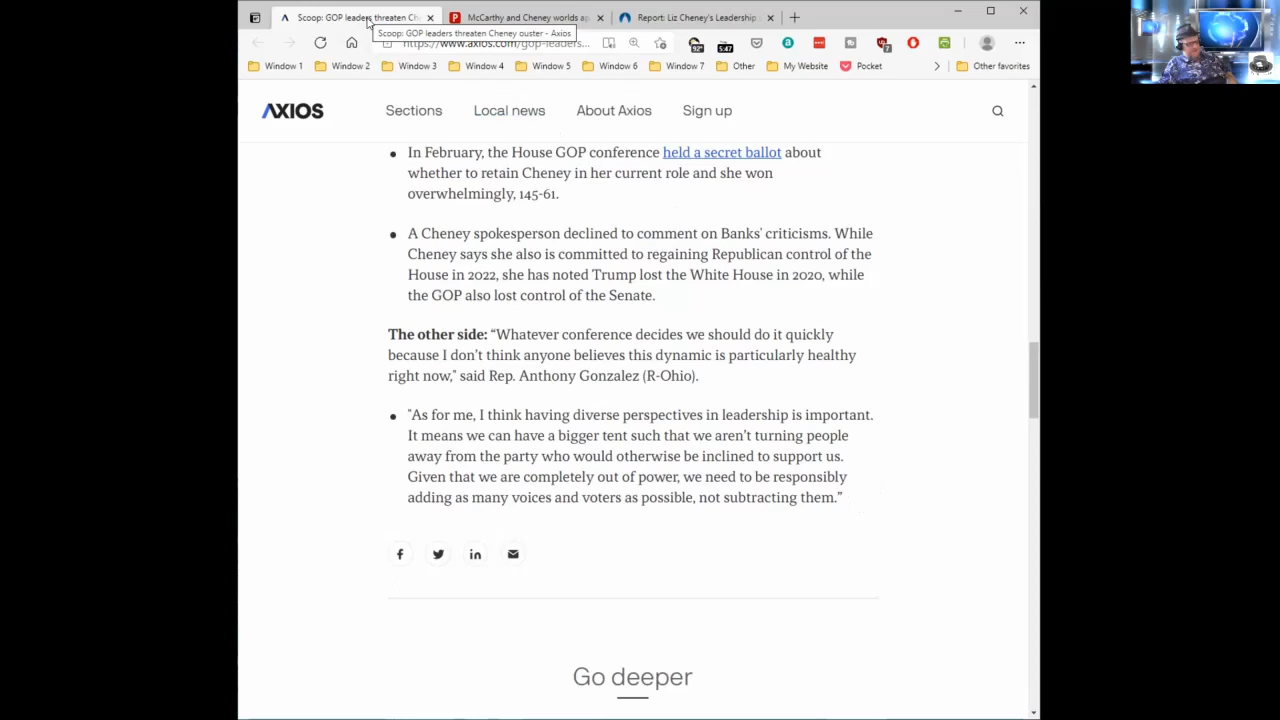 Scoop: GOP leaders threaten Ch
McCarthy and Cheney worlds ap
Report: Liz Cheney's Leadership
Scoop: GOP leaders threaten Cheney ouster - Axios
https://www.axios.com/gop-leaders...
92°
5:47
7
Window 1
Window 2
Window 3
Window 4
Window 5
Window 6
Window 7
Other
My Website
Pocket
Other favorites
AXIOS
Sections
Local news
About Axios
Sign up
• In February, the House GOP conference held a secret ballot about
whether to retain Cheney in her current role and she won
overwhelmingly, 145-61.
• A Cheney spokesperson declined to comment on Banks' criticisms. While
Cheney says she also is committed to regaining Republican control of the
House in 2022, she has noted Trump lost the White House in 2020, while
the GOP also lost control of the Senate.
The other side: “Whatever conference decides we should do it quickly
because I don’t think anyone believes this dynamic is particularly healthy
right now," said Rep. Anthony Gonzalez (R-Ohio).
• "As for me, I think having diverse perspectives in leadership is important.
It means we can have a bigger tent such that we aren’t turning people
away from the party who would otherwise be inclined to support us.
Given that we are completely out of power, we need to be responsibly
adding as many voices and voters as possible, not subtracting them.”
Go deeper